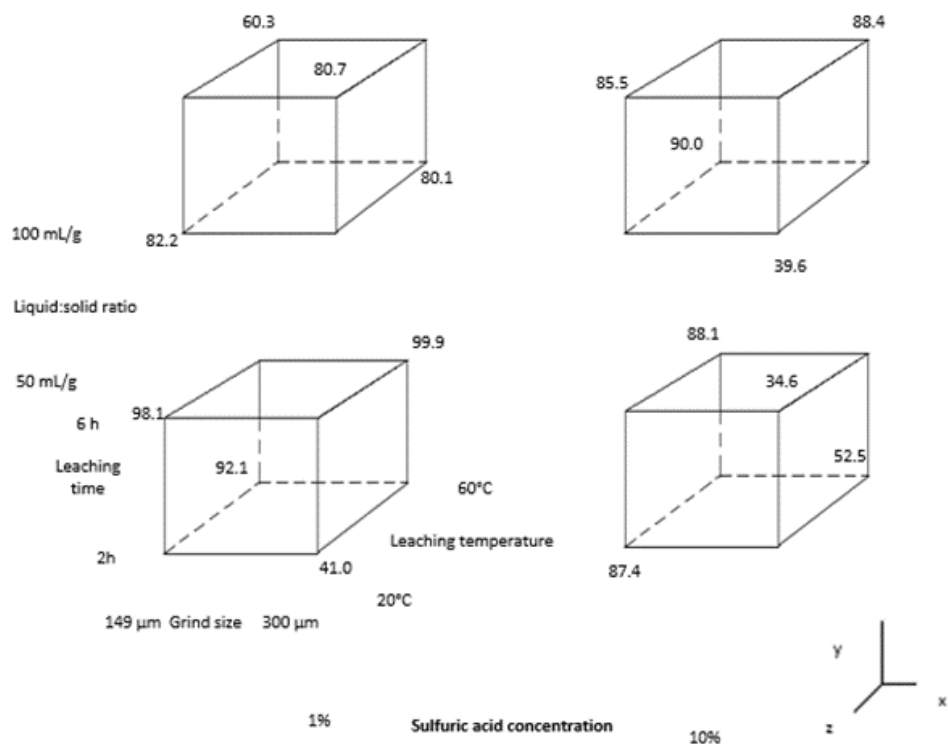 60.3
88.4
80.7
85.5
90.0
80.1
100 mL/g
82.2
39.6
Liquid:solid ratio
99.9
88.1
50 mL/g
34.6
98.1
6 h
92.1
52.5
Leaching
time
60°C
Leaching temperature
2h
41.0
87.4
20°C
149 µm Grind size 300 µm
y
x
z
1% Sulfuric acid concentration 10%